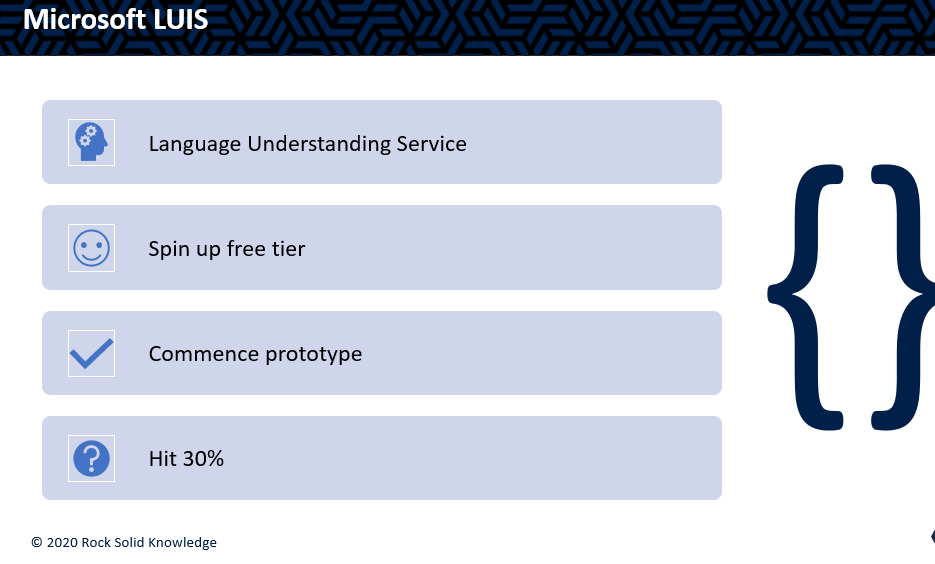 Microsoft LUIS
Language Understanding Service
Spin up free tier
Commence prototype
Hit 30%
{}
© 2020 Rock Solid Knowledge